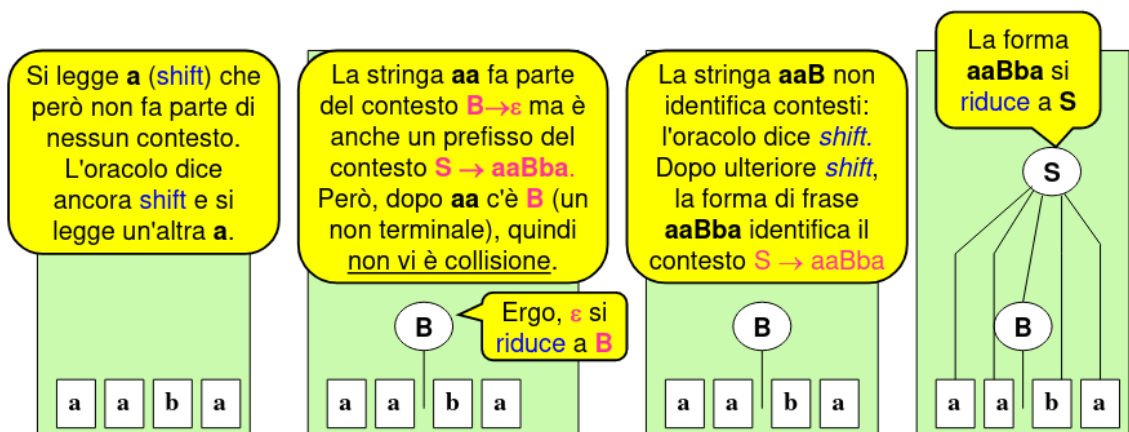 Si legge a (shift) che
però non fa parte di
nessun contesto.
L'oracolo dice
ancora shift e si
legge un'altra a.
a a b a
La stringa aa fa parte
del contesto B→ε ma è
anche un prefisso del
contesto S → aaBba.
Però, dopo aa c'è B (un
non terminale), quindi
non vi è collisione.
B
Ergo, ε si
riduce a B
a a b a
La stringa aaB non
identifica contesti:
l'oracolo dice shift.
Dopo ulteriore shift,
la forma di frase
aaBba identifica il
contesto S → aaBba
B
a a b a
La forma
aaBba si
riduce a S
S
B
a a b a